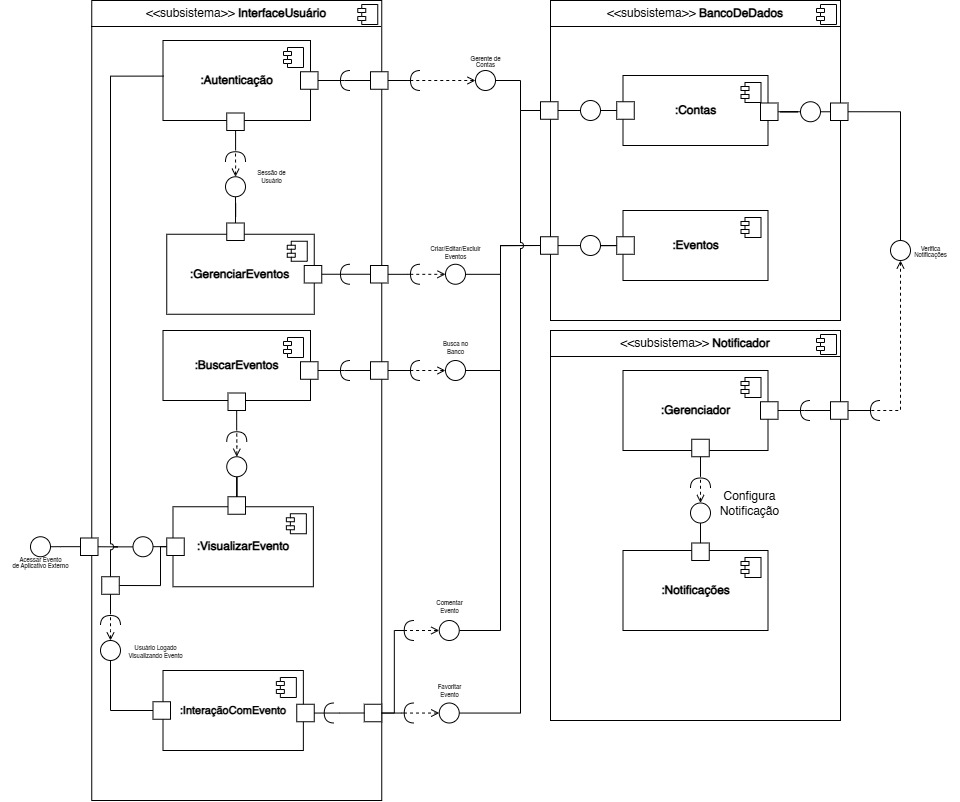 <<subsistema>> InterfaceUsuário
<<subsistema>> BancoDeDados
:Autenticação
Gerente de
Contas
:Contas
Sessão de
Usuário
:GerenciarEventos
Criar/Editar/Excluir
Eventos
:Eventos
Verifica
Notificações
<<subsistema>> Notificador
:BuscarEventos
Busca no
Banco
:Gerenciador
Configura
Notificação
:VisualizarEvento
Acessar Evento
de Aplicativo Externo
:Notificações
Comentar
Evento
Usuário Logado
Visualizando Evento
:InteraçãoComEvento
Favoritar
Evento